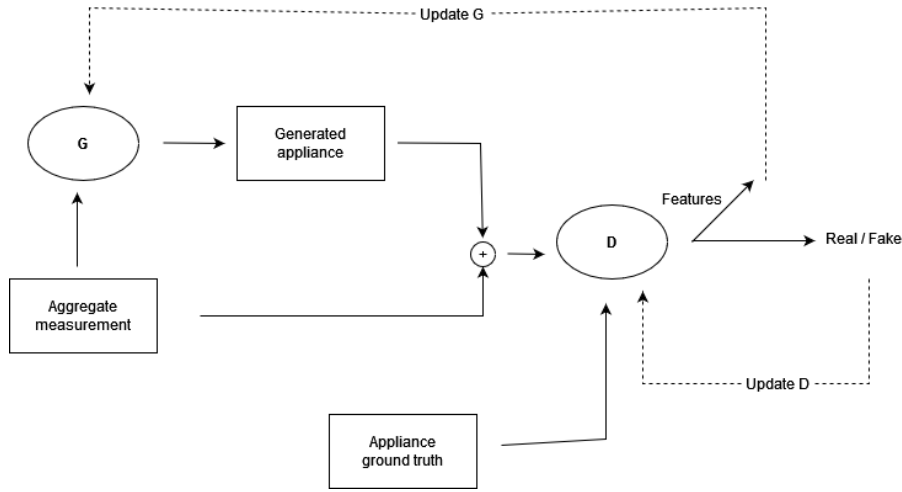 Update G
G
Generated
appliance
Features
D
Real / Fake
+
Aggregate
measurement
Update D
Appliance
ground truth